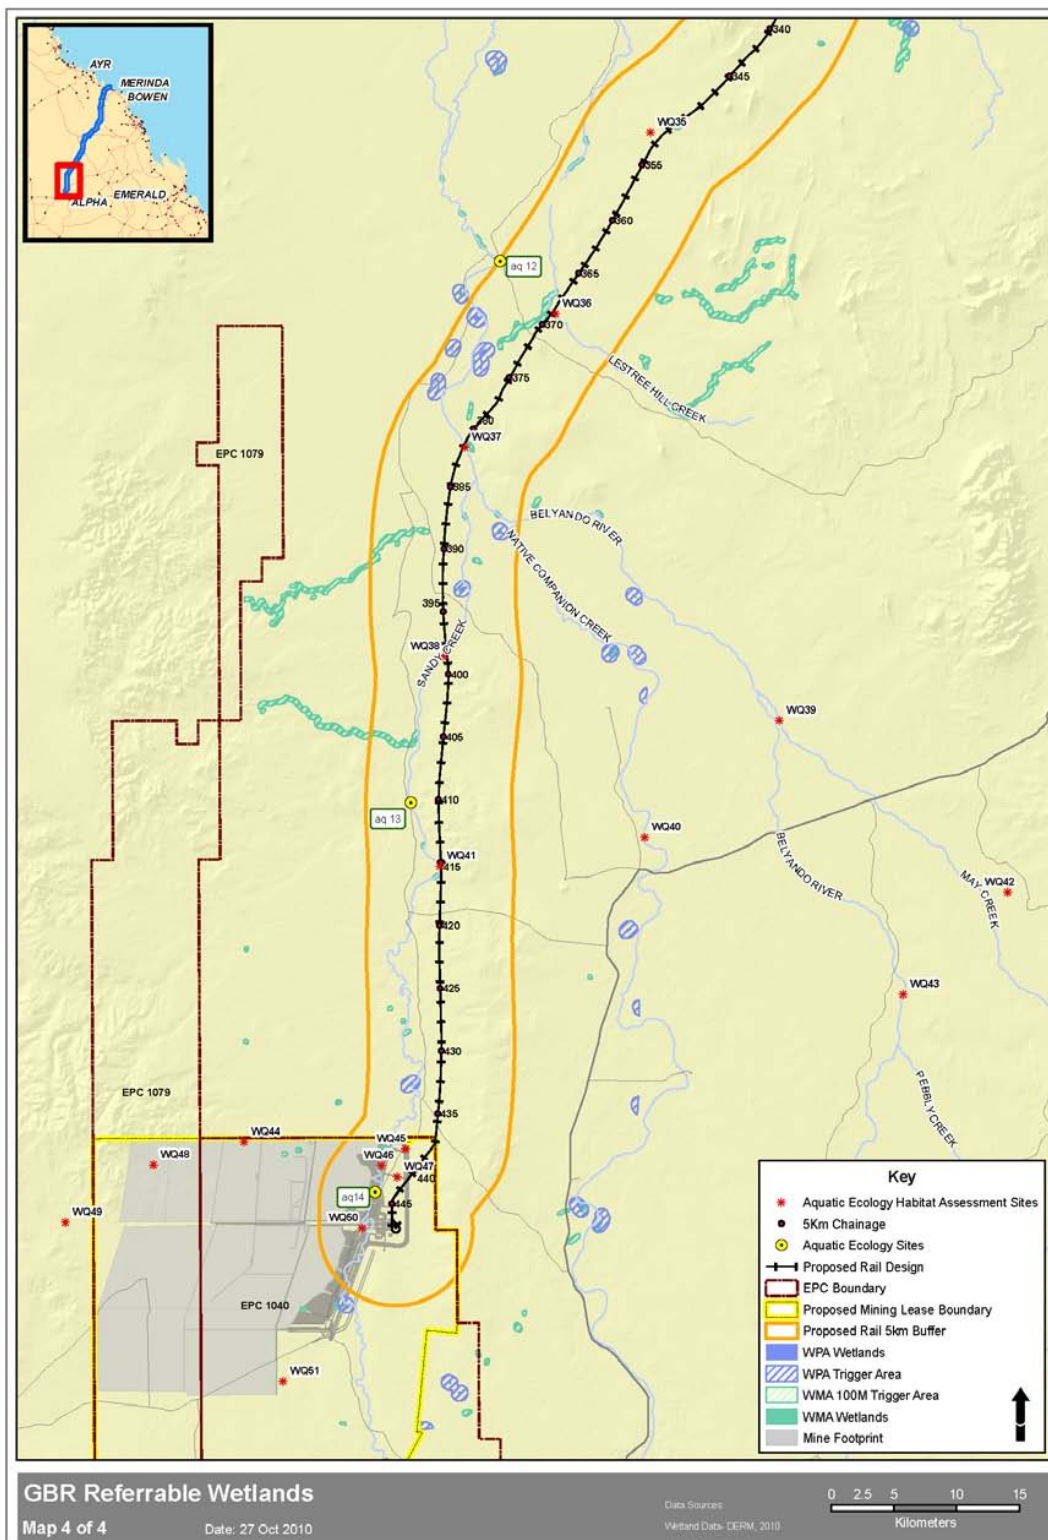 AYR
MERINDA
BOWEN
EMERALD
ALPHA
340
345
WQ35
355
360
aq 12
365
WQ36
370
LESTREE HILL CREEK
375
380
WQ37
EPC 1079
385
BELYANDO RIVER
NATIVE COMPANION CREEK
390
395
SANDY CREEK
WQ38
400
WQ39
405
410
aq 13
WQ40
WQ41
415
BELYANDO RIVER
MAY CREEK
WQ42
420
425
WQ43
430
PEBBLY CREEK
EPC 1079
435
WQ44
WQ45
WQ46
WQ48
WQ47
440
aq14
445
WQ49
WQ50
EPC 1040
WQ51
Key
Aquatic Ecology Habitat Assessment Sites
5Km Chainage
Aquatic Ecology Sites
Proposed Rail Design
EPC Boundary
Proposed Mining Lease Boundary
Proposed Rail 5km Buffer
WPA Wetlands
WPA Trigger Area
WMA 100M Trigger Area
WMA Wetlands
Mine Footprint
GBR Referrable Wetlands
Map 4 of 4
Date: 27 Oct 2010
Data Sources:
Wetland Data- DERM, 2010
0 2.5 5 10 15
Kilometers